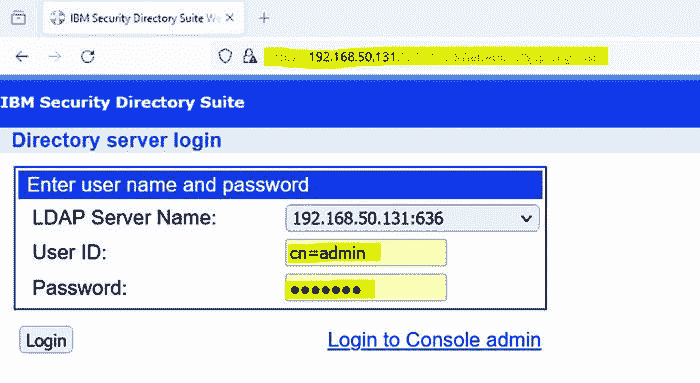 IBM Security Directory Suite We
192.168.50.131
IBM Security Directory Suite
Directory server login
Enter user name and password
LDAP Server Name: 192.168.50.131:636
User ID: cn=admin
Password: ●●●●●●●
Login Login to Console admin